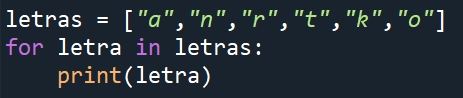 letras = ["a","n","r","t","k","o"]
for letra in letras:
    print(letra)